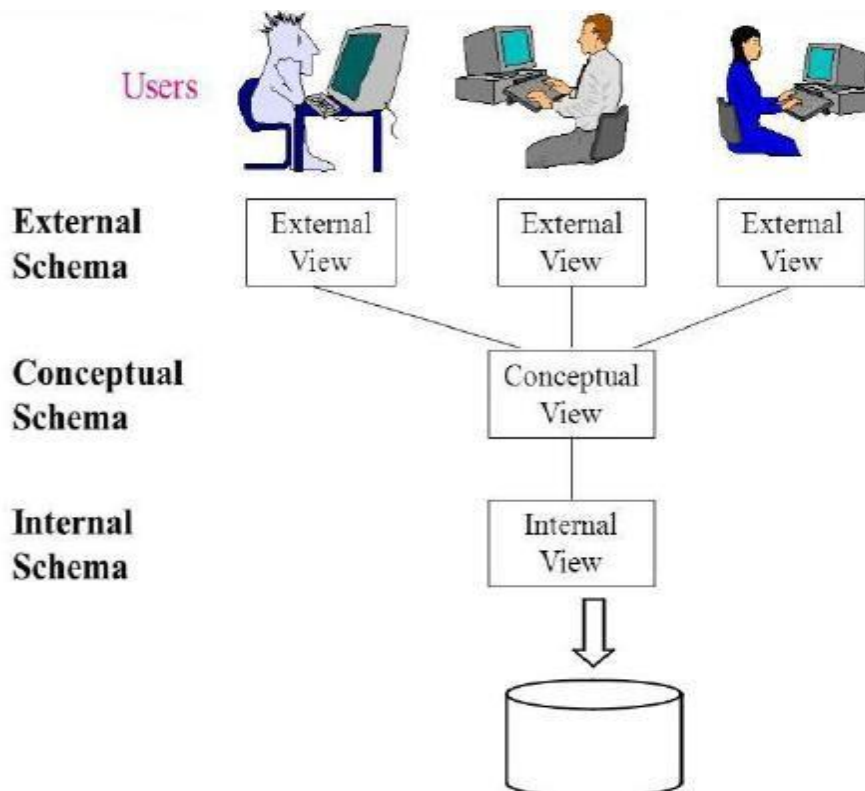 Users
External
Schema
External
View
External
View
External
View
Conceptual
Schema
Conceptual
View
Internal
Schema
Internal
View